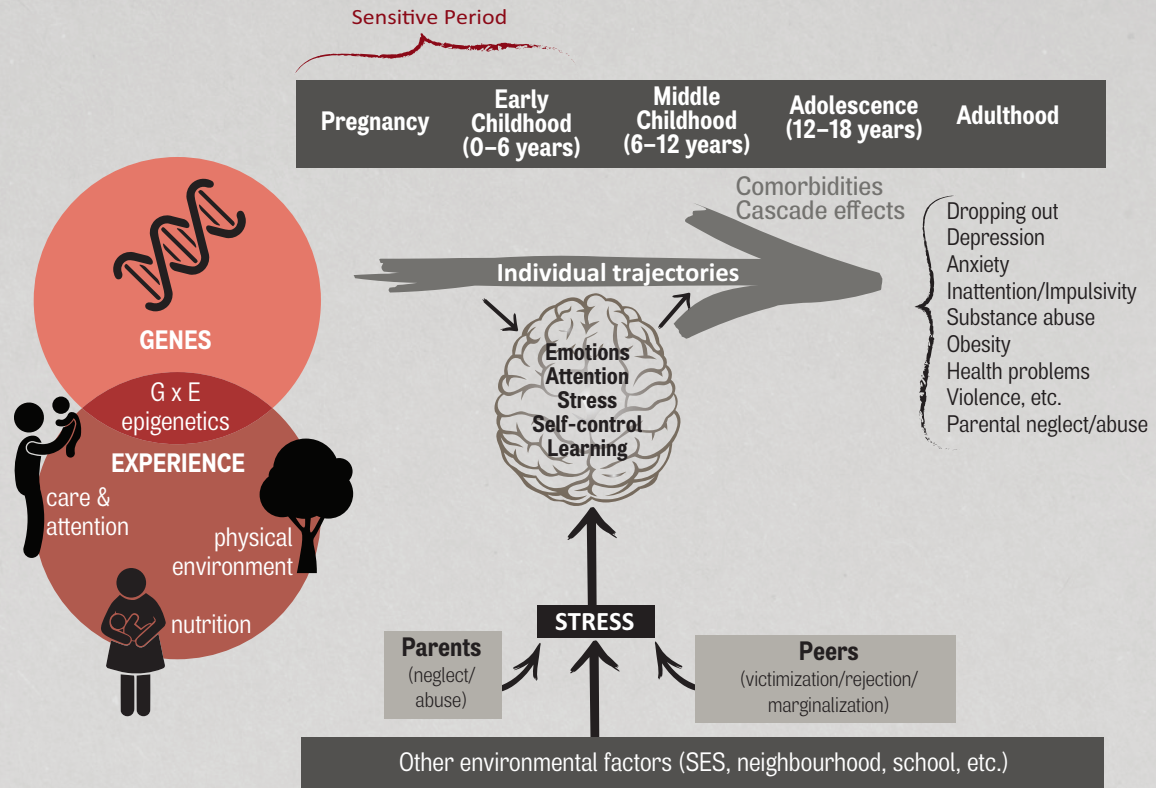 Sensitive Period
Pregnancy
Early
Childhood
(0–6 years)
Middle
Childhood
(6–12 years)
Adolescence
(12–18 years)
Adulthood
GENES
G x E
epigenetics
EXPERIENCE
care &
attention
physical
environment
nutrition
Comorbidities
Cascade effects
Individual trajectories
Emotions
Attention
Stress
Self-control
Learning
Dropping out
Depression
Anxiety
Inattention/Impulsivity
Substance abuse
Obesity
Health problems
Violence, etc.
Parental neglect/abuse
STRESS
Parents
(neglect/
abuse)
Peers
(victimization/rejection/
marginalization)
Other environmental factors (SES, neighbourhood, school, etc.)